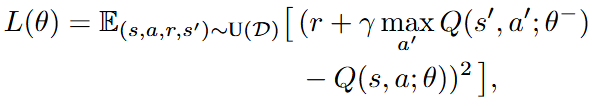 L(θ) = 𝔼_{(s,a,r,s′)∼U(𝒟)} [ (r + γ max_{a′} Q(s′, a′; θ⁻)
− Q(s, a; θ))² ],